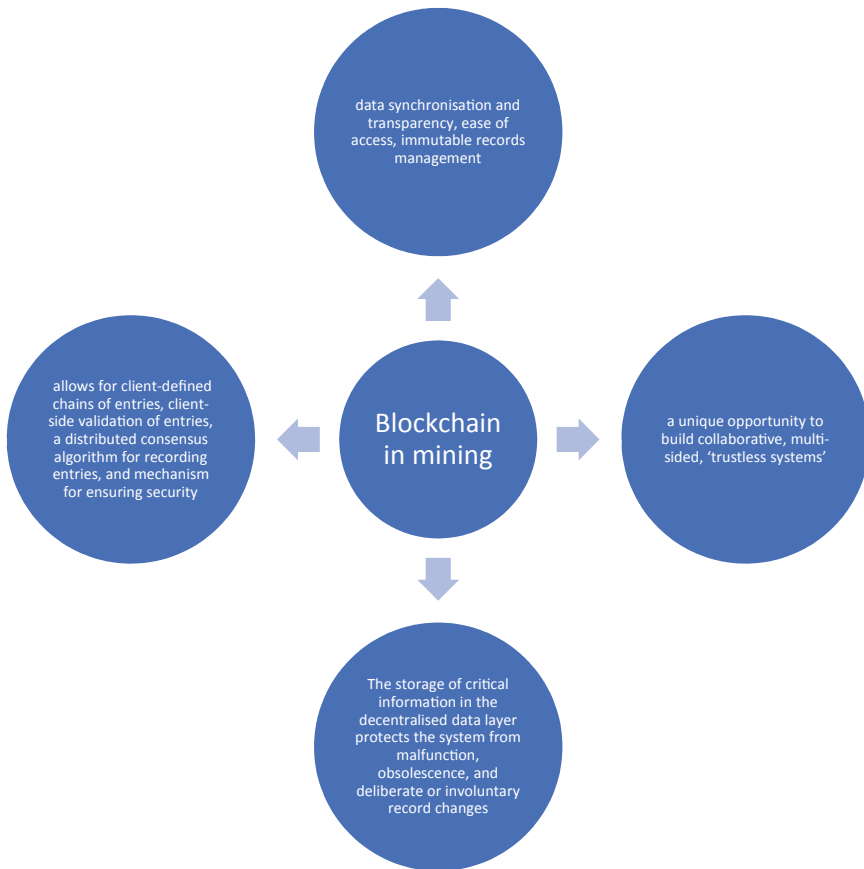 data synchronisation and
transparency, ease of
access, immutable records
management
allows for client-defined
chains of entries, client-
side validation of entries,
a distributed consensus
algorithm for recording
entries, and mechanism
for ensuring security
Blockchain
in mining
a unique opportunity to
build collaborative, multi-
sided, ‘trustless systems’
The storage of critical
information in the
decentralised data layer
protects the system from
malfunction,
obsolescence, and
deliberate or involuntary
record changes